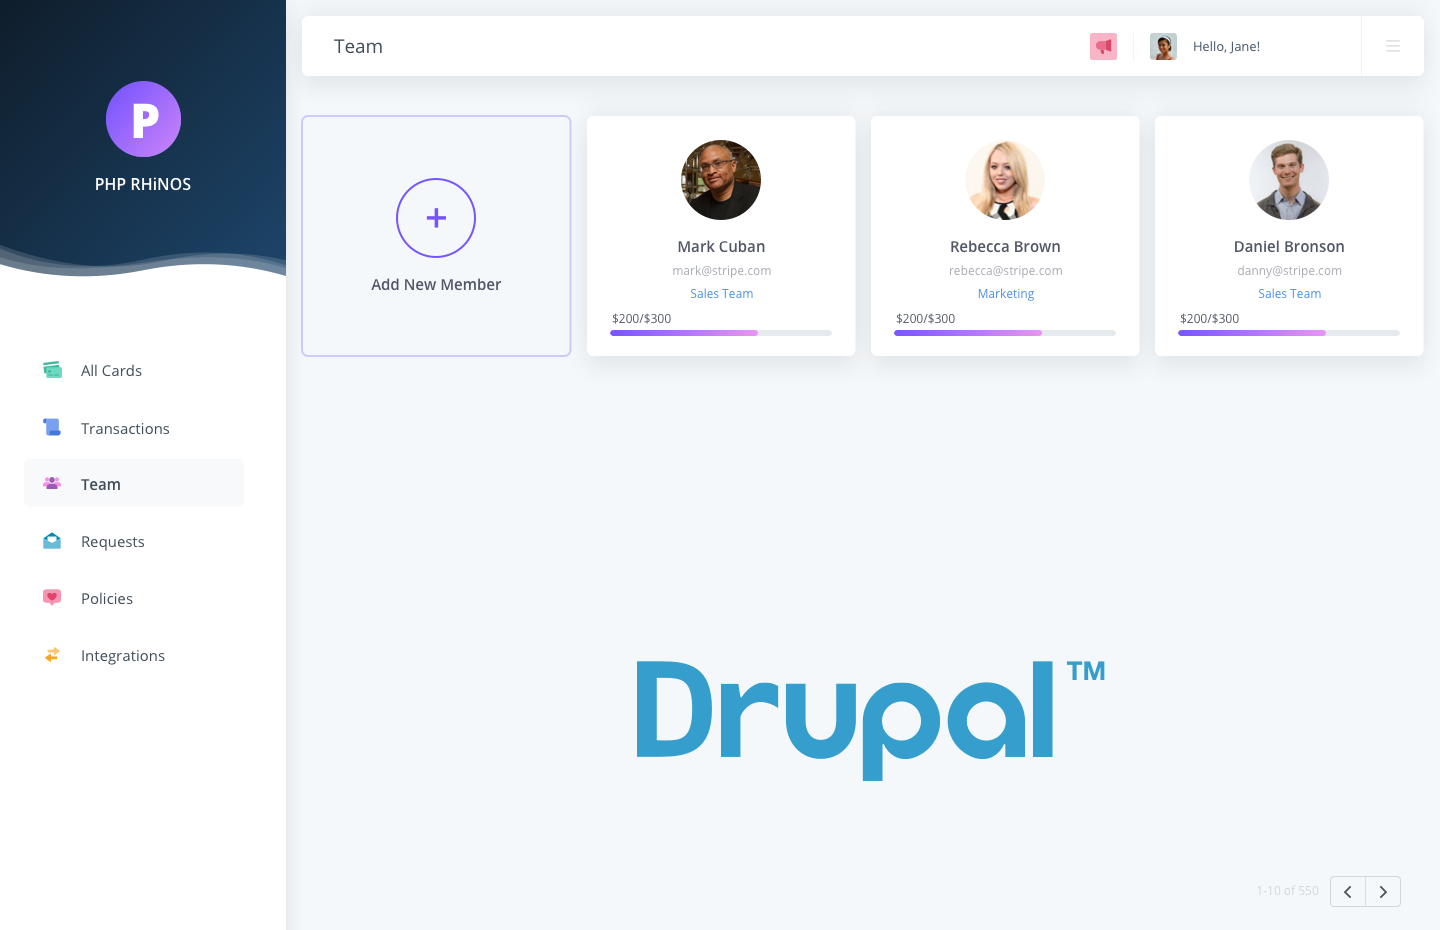 P
PHP RHiNOS
All Cards
Transactions
Team
Requests
Policies
Integrations
Team
Hello, Jane!
Add New Member
Mark Cuban
mark@stripe.com
Sales Team
$200/$300
Rebecca Brown
rebecca@stripe.com
Marketing
$200/$300
Daniel Bronson
danny@stripe.com
Sales Team
$200/$300
Drupal™
1-10 of 550